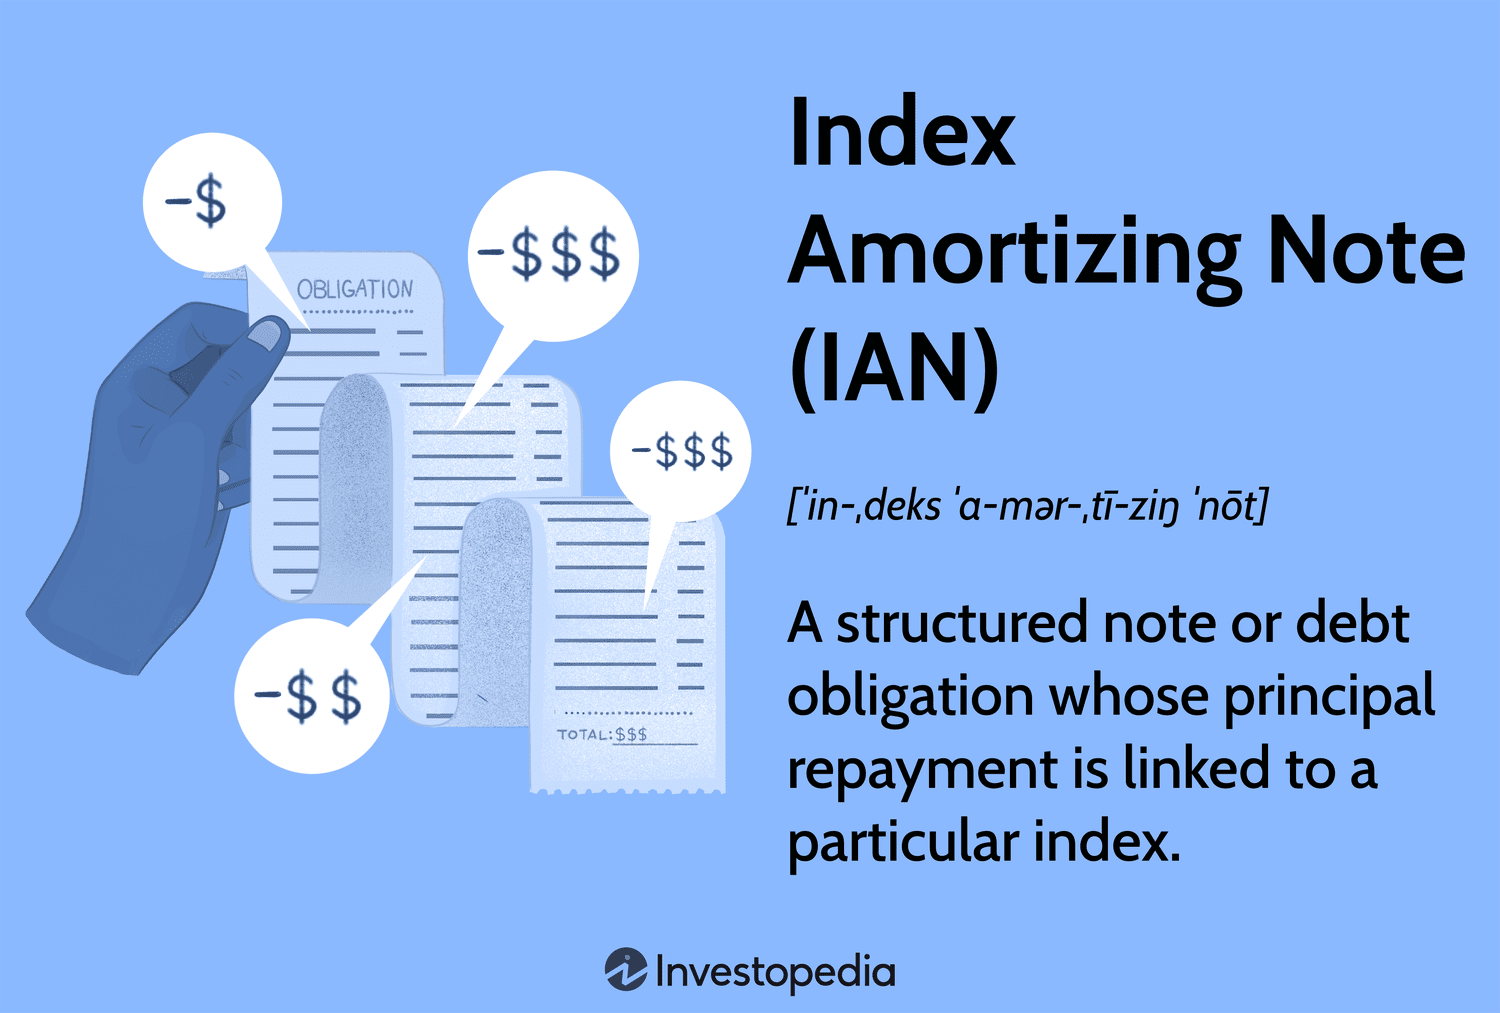 -$
OBLIGATION
-$$$
-$$$
-$$
TOTAL:$$$
Index
Amortizing Note
(IAN)
[ˈin-ˌdeks ˈɑ-mər-ˌtī-ziŋ ˈnōt]
A structured note or debt
obligation whose principal
repayment is linked to a
particular index.
Investopedia